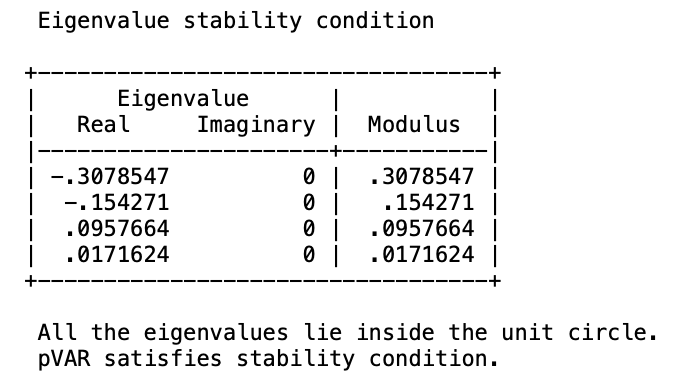 Eigenvalue stability condition
+----------------------------------+
|      Eigenvalue      |           |
|   Real     Imaginary |  Modulus  |
|----------------------+-----------|
| -.3078547          0 |  .3078547 |
|  -.154271          0 |   .154271 |
|  .0957664          0 |  .0957664 |
|  .0171624          0 |  .0171624 |
+----------------------------------+
All the eigenvalues lie inside the unit circle.
pVAR satisfies stability condition.